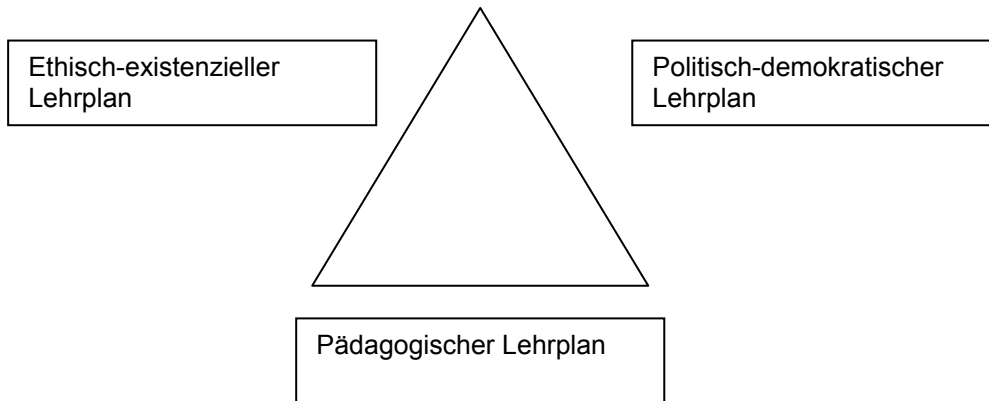 Ethisch-existenzieller
Lehrplan
Politisch-demokratischer
Lehrplan
Pädagogischer Lehrplan